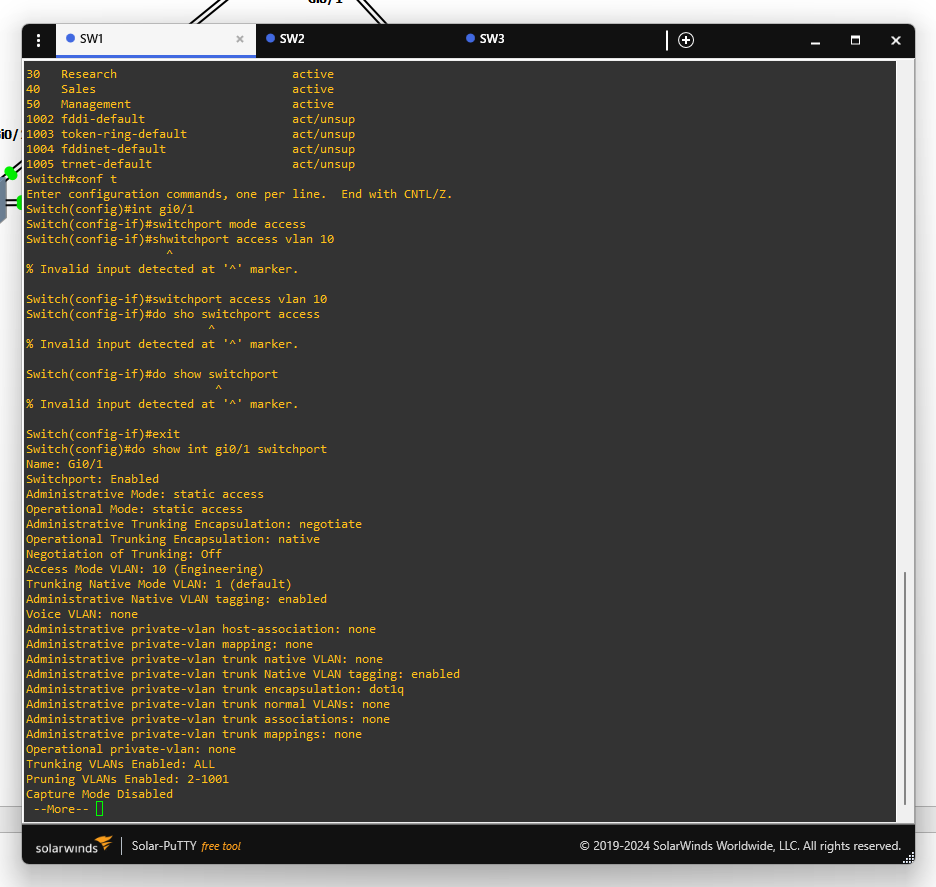 Gi0/1
SW1
SW2
SW3
30   Research                         active
40   Sales                            active
50   Management                       active
1002 fddi-default                     act/unsup
1003 token-ring-default               act/unsup
1004 fddinet-default                  act/unsup
1005 trnet-default                    act/unsup
Switch#conf t
Enter configuration commands, one per line.  End with CNTL/Z.
Switch(config)#int gi0/1
Switch(config-if)#switchport mode access
Switch(config-if)#shwitchport access vlan 10
                    ^
% Invalid input detected at '^' marker.
Switch(config-if)#switchport access vlan 10
Switch(config-if)#do sho switchport access
                          ^
% Invalid input detected at '^' marker.
Switch(config-if)#do show switchport
                           ^
% Invalid input detected at '^' marker.
Switch(config-if)#exit
Switch(config)#do show int gi0/1 switchport
Name: Gi0/1
Switchport: Enabled
Administrative Mode: static access
Operational Mode: static access
Administrative Trunking Encapsulation: negotiate
Operational Trunking Encapsulation: native
Negotiation of Trunking: Off
Access Mode VLAN: 10 (Engineering)
Trunking Native Mode VLAN: 1 (default)
Administrative Native VLAN tagging: enabled
Voice VLAN: none
Administrative private-vlan host-association: none
Administrative private-vlan mapping: none
Administrative private-vlan trunk native VLAN: none
Administrative private-vlan trunk Native VLAN tagging: enabled
Administrative private-vlan trunk encapsulation: dot1q
Administrative private-vlan trunk normal VLANs: none
Administrative private-vlan trunk associations: none
Administrative private-vlan trunk mappings: none
Operational private-vlan: none
Trunking VLANs Enabled: ALL
Pruning VLANs Enabled: 2-1001
Capture Mode Disabled
 --More--
solarwinds
Solar-PuTTY free tool
© 2019-2024 SolarWinds Worldwide, LLC. All rights reserved.